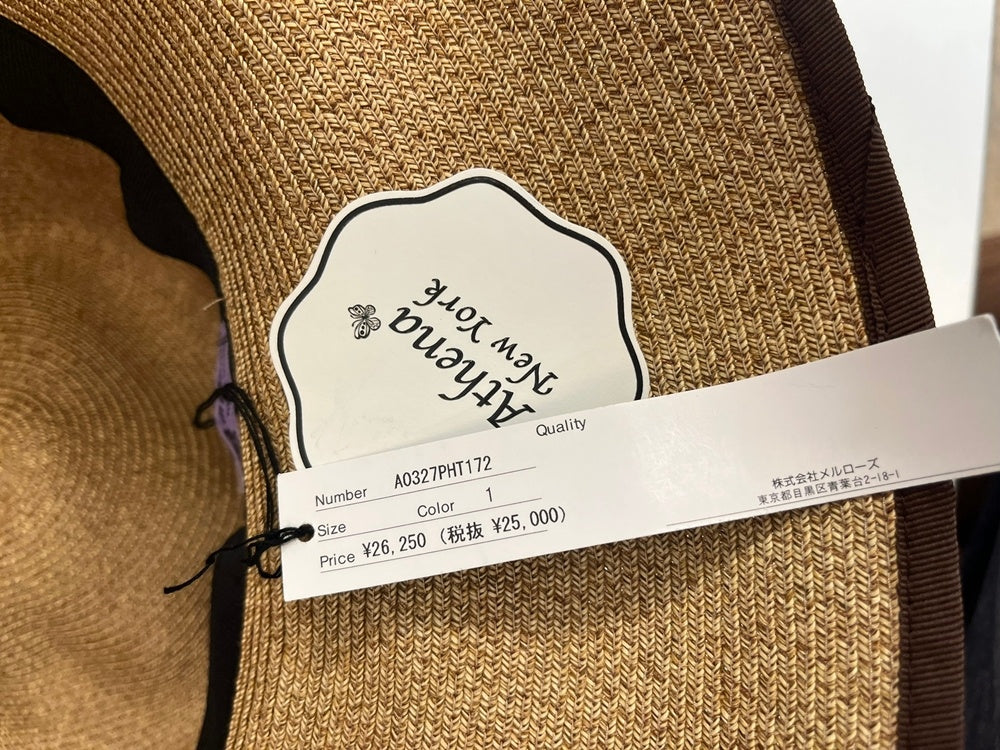 Athena
New York
Quality
Number A0327PHT172
Size Color 1
Price ¥26,250 (税抜 ¥25,000)
株式会社メルローズ
東京都目黒区青葉台2-18-1